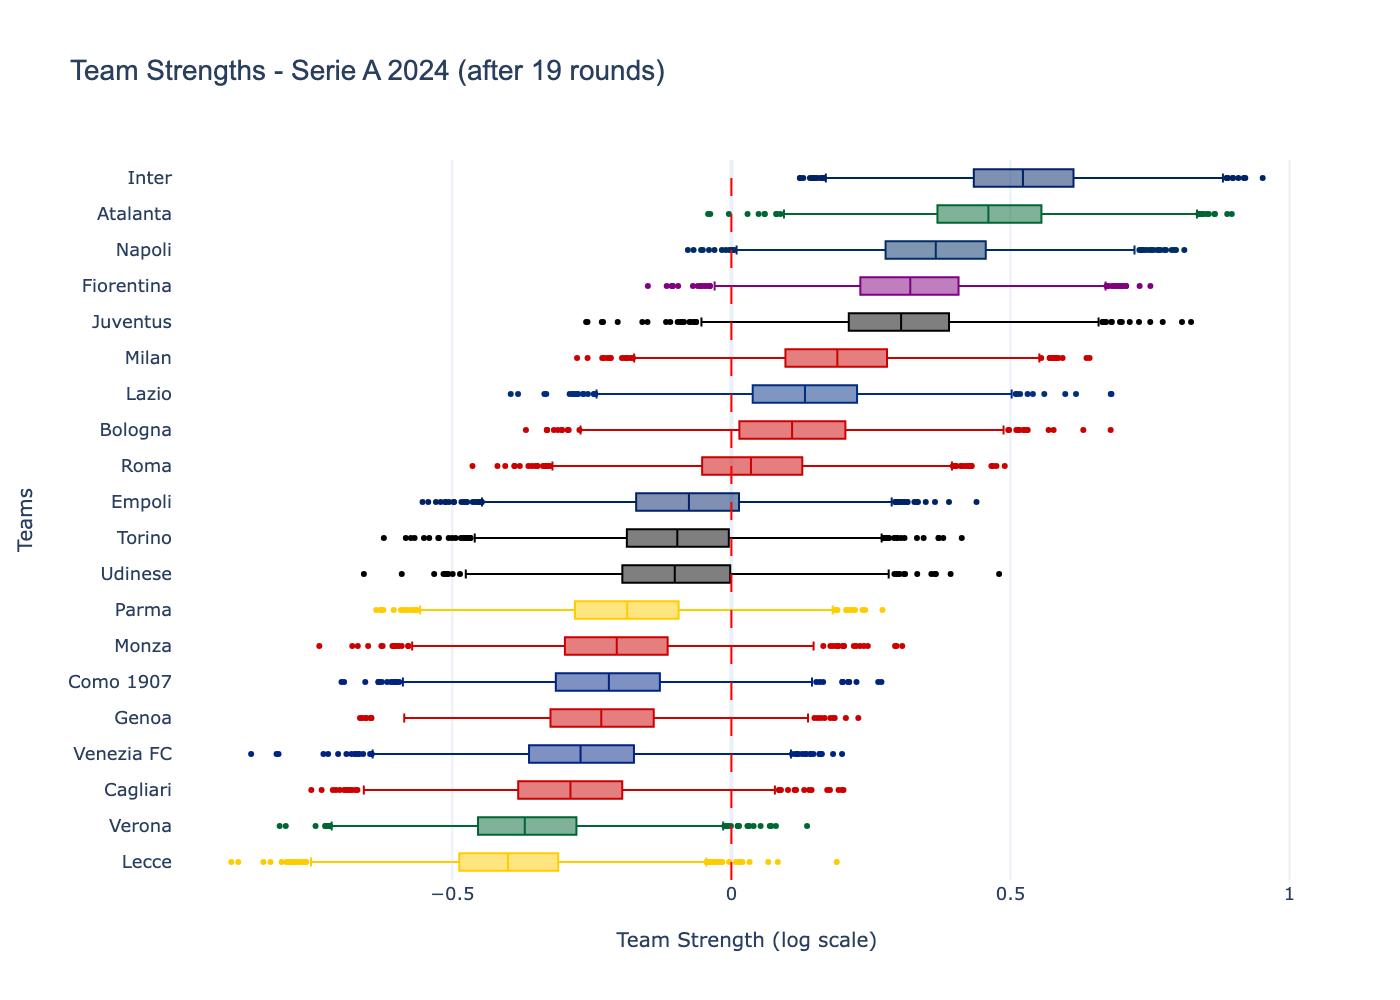 Team Strengths - Serie A 2024 (after 19 rounds)
Inter
Atalanta
Napoli
Fiorentina
Juventus
Milan
Lazio
Bologna
Roma
Empoli
Torino
Udinese
Parma
Monza
Como 1907
Genoa
Venezia FC
Cagliari
Verona
Lecce
Teams
−0.5 0 0.5 1
Team Strength (log scale)